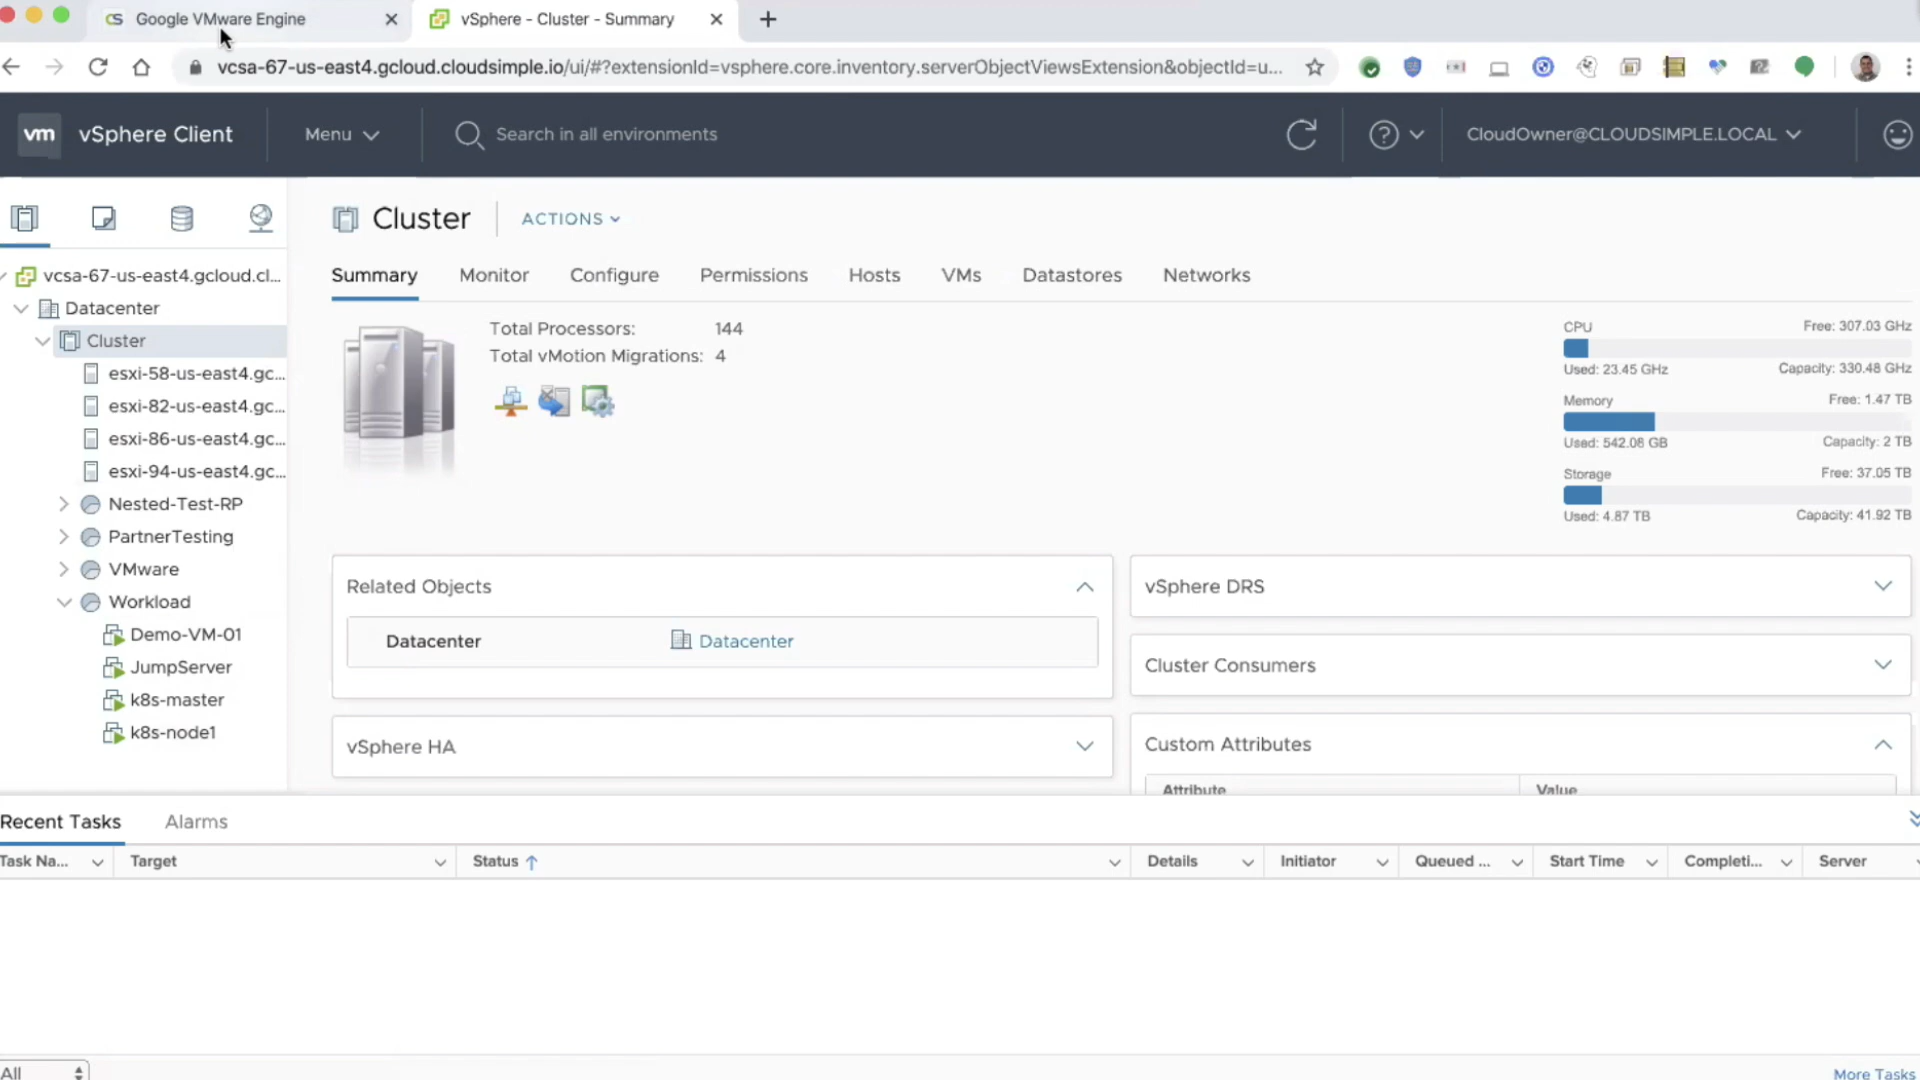 CS Google VMware Engine
vSphere - Cluster - Summary
vcsa-67-us-east4.gcloud.cloudsimple.io/ui/#?extensionId=vsphere.core.inventory.serverObjectViewsExtension&objectId=u...
vm vSphere Client
Menu
Search in all environments
CloudOwner@CLOUDSIMPLE.LOCAL
vcsa-67-us-east4.gcloud.cl...
Datacenter
Cluster
esxi-58-us-east4.gc...
esxi-82-us-east4.gc...
esxi-86-us-east4.gc...
esxi-94-us-east4.gc...
Nested-Test-RP
PartnerTesting
VMware
Workload
Demo-VM-01
JumpServer
k8s-master
k8s-node1
Cluster
ACTIONS
Summary Monitor Configure Permissions Hosts VMs Datastores Networks
Total Processors: 144
Total vMotion Migrations: 4
CPU Free: 307.03 GHz
Used: 23.45 GHz Capacity: 330.48 GHz
Memory Free: 1.47 TB
Used: 542.08 GB Capacity: 2 TB
Storage Free: 37.05 TB
Used: 4.87 TB Capacity: 41.92 TB
Related Objects
Datacenter Datacenter
vSphere HA
vSphere DRS
Cluster Consumers
Custom Attributes
Attribute Value
Recent Tasks Alarms
Task Na... Target Status Details Initiator Queued ... Start Time Completi... Server
All
More Tasks